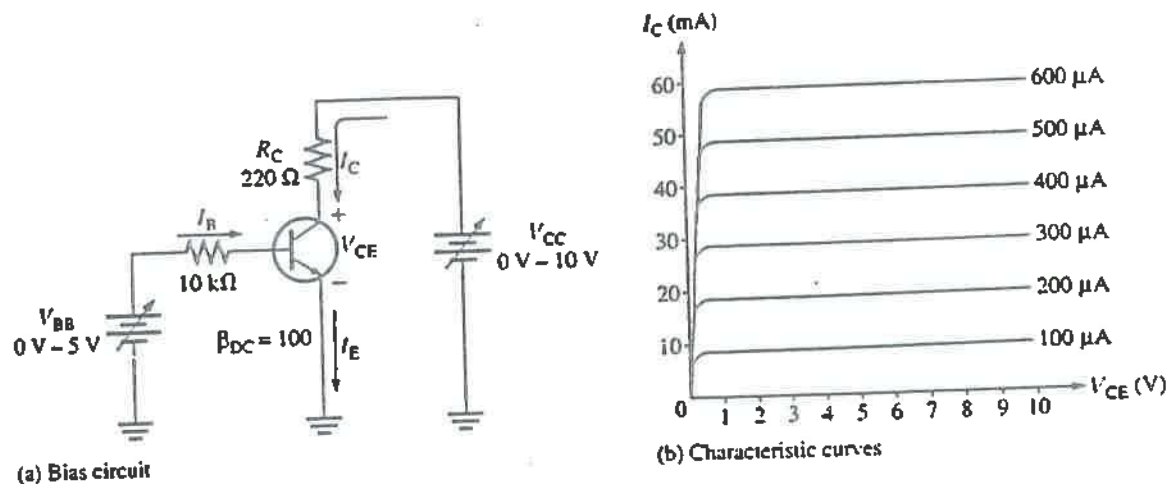 R_C
220 Ω
I_C
+
V_CE
−
I_B
10 kΩ
V_BB
0 V – 5 V
β_DC = 100
I_E
V_CC
0 V – 10 V
(a) Bias circuit
I_C (mA)
60
50
40
30
20
10
600 µA
500 µA
400 µA
300 µA
200 µA
100 µA
0 1 2 3 4 5 6 7 8 9 10 V_CE (V)
(b) Characteristic curves